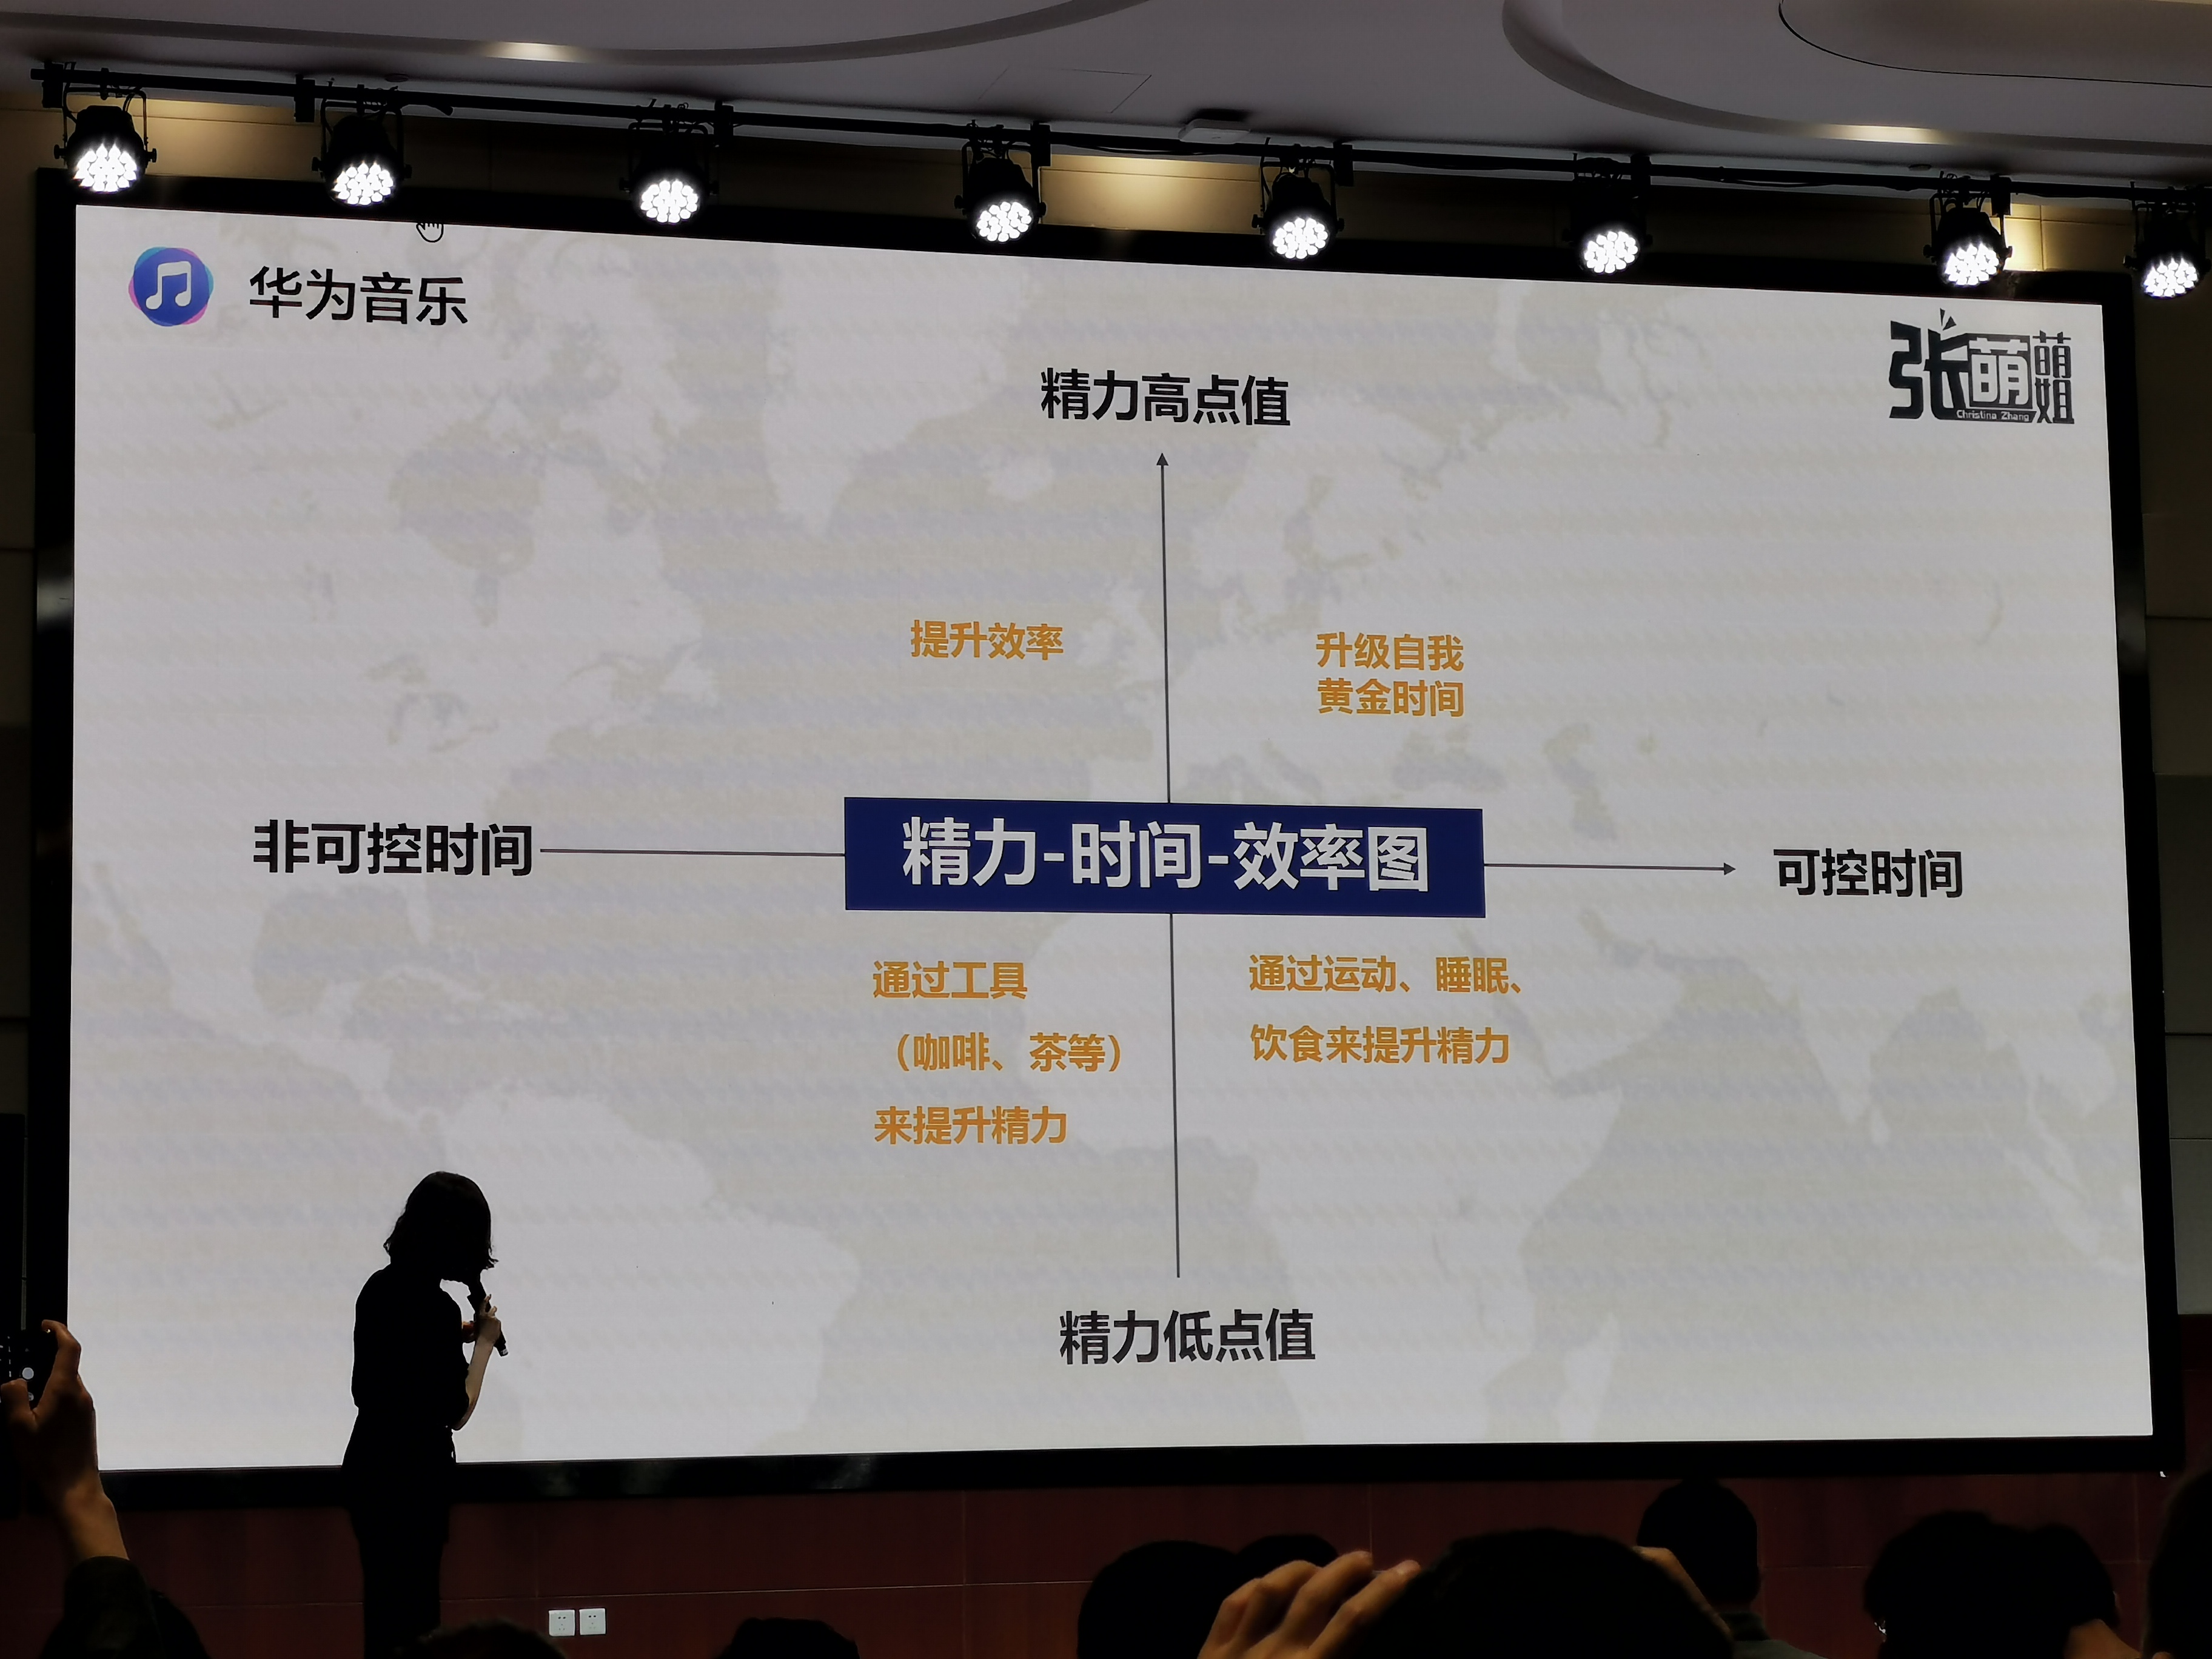 华为音乐
张萌萌姐
Christina Zhang
精力高点值
提升效率
升级自我
黄金时间
非可控时间
精力-时间-效率图
可控时间
通过工具
（咖啡、茶等）
来提升精力
通过运动、睡眠、
饮食来提升精力
精力低点值